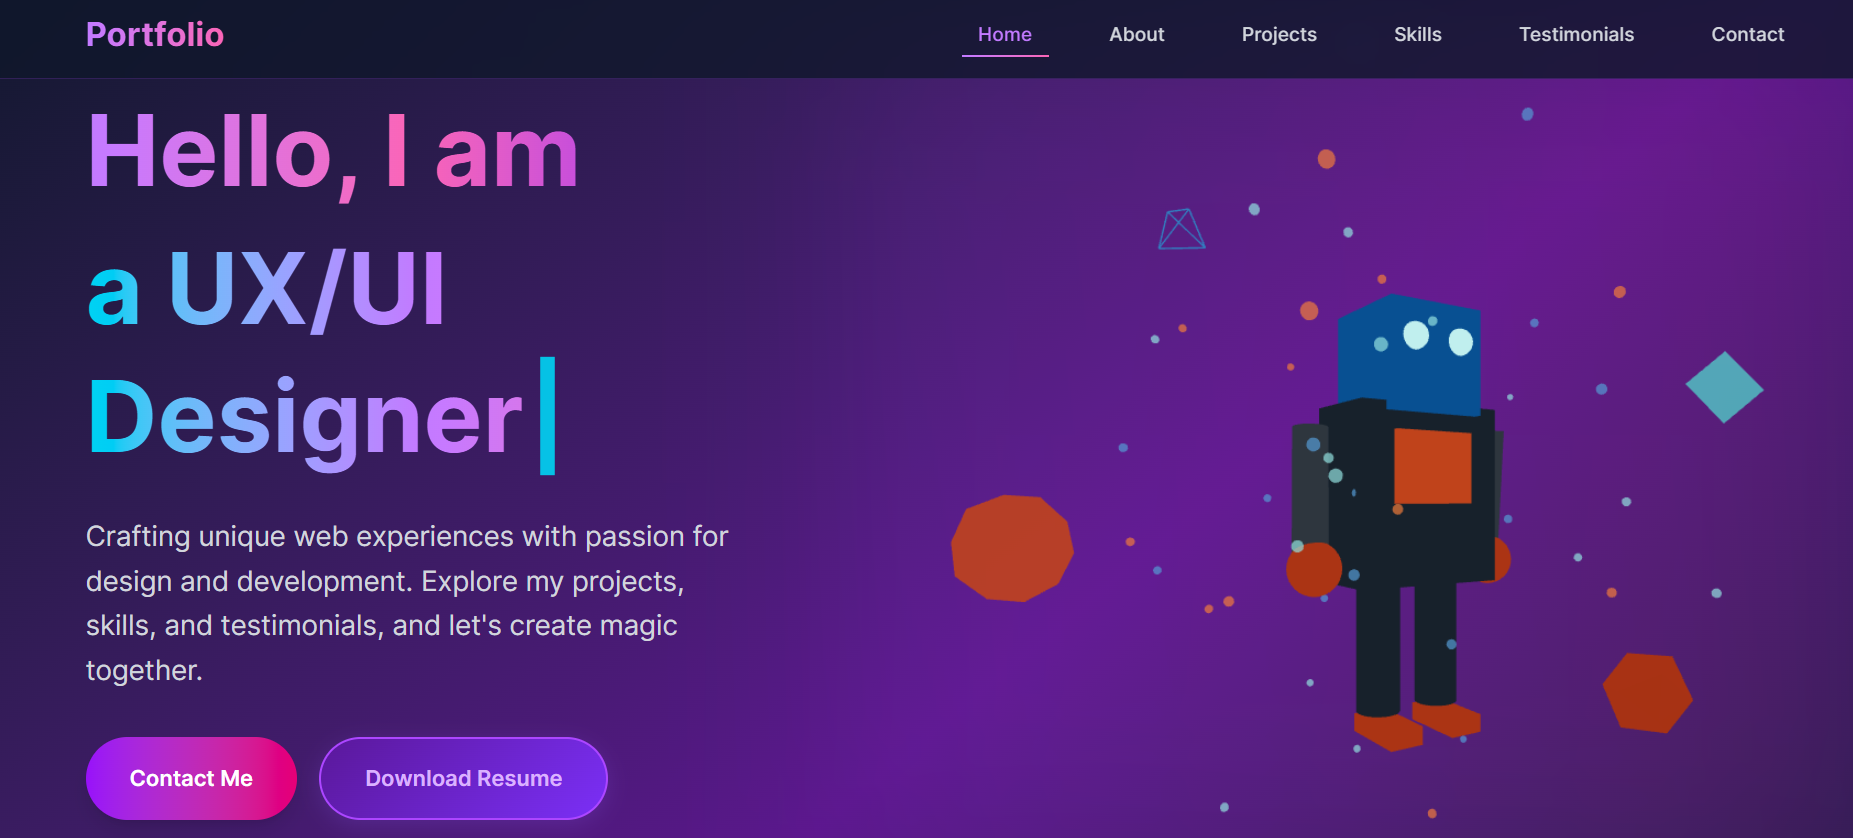 Portfolio
Home About Projects Skills Testimonials Contact
Hello, I am
a UX/UI
Designer
Crafting unique web experiences with passion for
design and development. Explore my projects,
skills, and testimonials, and let's create magic
together.
Contact Me
Download Resume